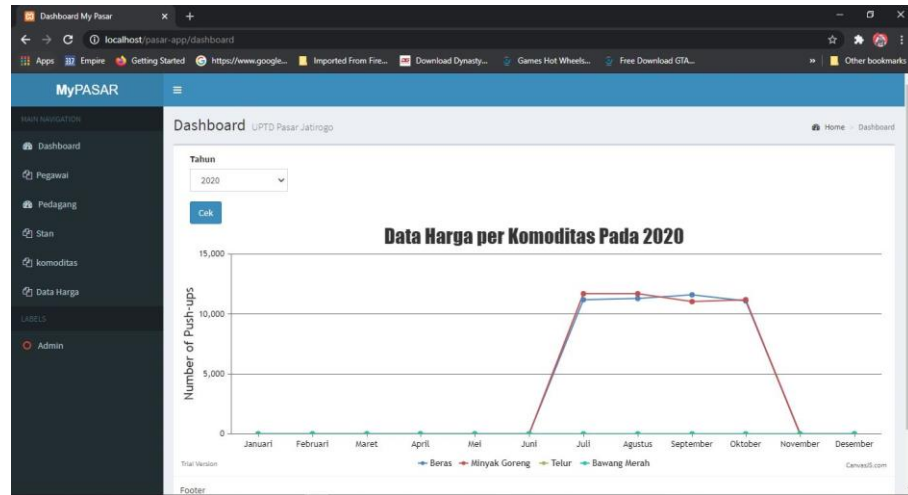 Dashboard My Pasar
localhost/pasar-app/dashboard
Apps Empire Getting Started https://www.google... Imported From Fire... Download Dynasty... Games Hot Wheels... Free Download GTA... » Other bookmarks
MyPASAR
MAIN NAVIGATION
Dashboard
Pegawai
Pedagang
Stan
komoditas
Data Harga
LABELS
Admin
Dashboard UPTD Pasar Jatirogo
Home > Dashboard
Tahun
2020
Cek
Data Harga per Komoditas Pada 2020
Number of Push-ups
15,000
10,000
5,000
0
Januari Februari Maret April Mei Juni Juli Agustus September Oktober November Desember
Beras Minyak Goreng Telur Bawang Merah
Trial Version
CanvasJS.com
Footer